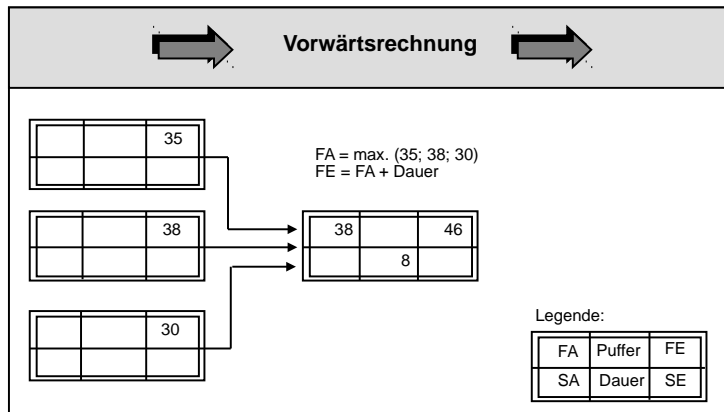 Vorwärtsrechnung
35
FA = max. (35; 38; 30)
FE = FA + Dauer
38
38 46
8
30
Legende:
FA Puffer FE
SA Dauer SE